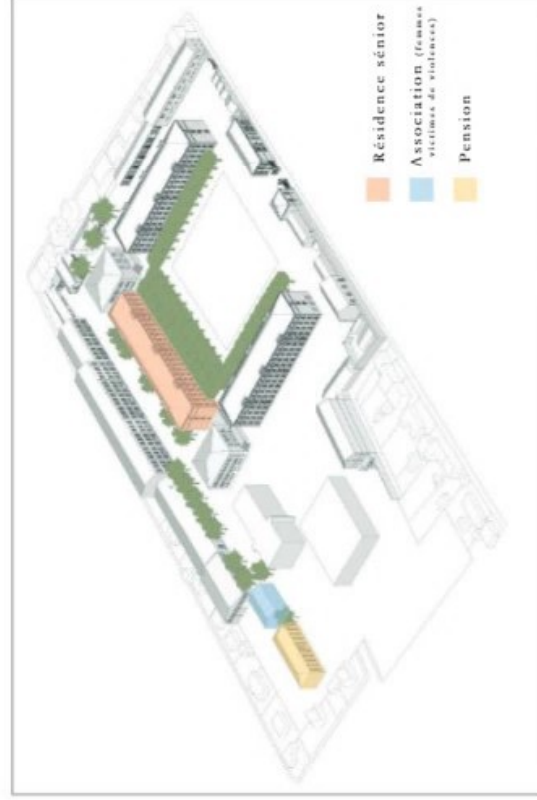 Résidence sénior
Association (femmes
victimes de violences)
Pension